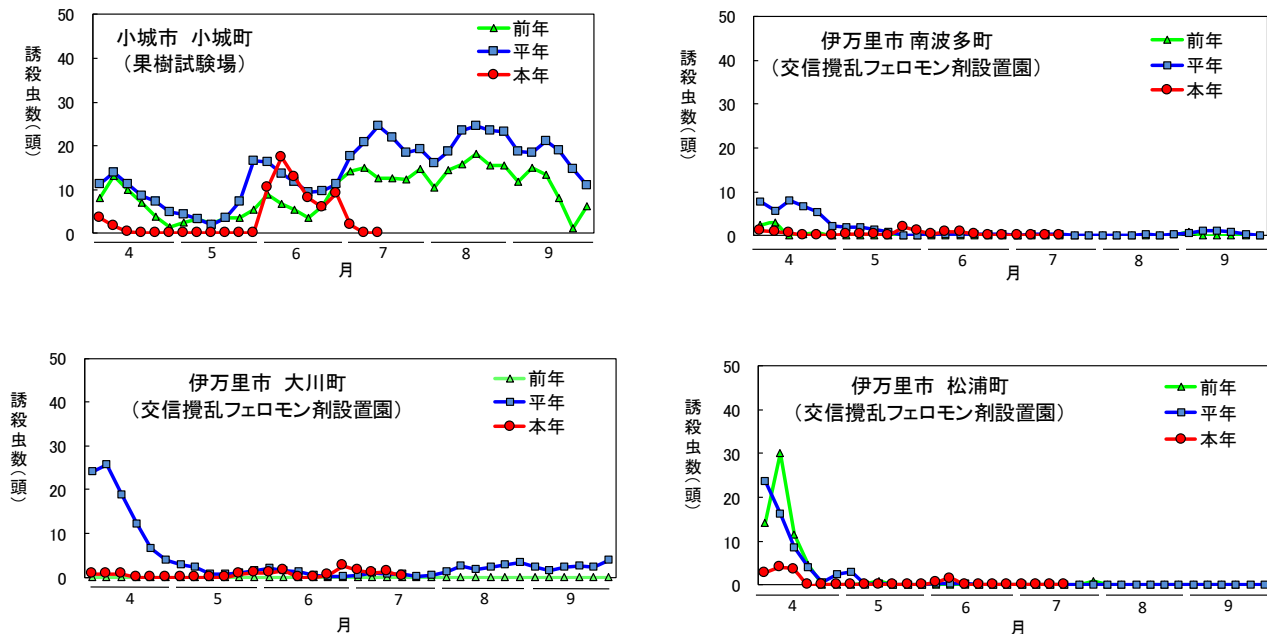 50
40
30
20
10
0
誘殺虫数(頭)
小城市 小城町
(果樹試験場)
前年
平年
本年
4 5 6 7 8 9
月
50
40
30
20
10
0
誘殺虫数(頭)
伊万里市 南波多町
(交信攪乱フェロモン剤設置園)
前年
平年
本年
4 5 6 7 8 9
月
50
40
30
20
10
0
誘殺虫数(頭)
伊万里市 大川町
(交信攪乱フェロモン剤設置園)
前年
平年
本年
4 5 6 7 8 9
月
50
40
30
20
10
0
誘殺虫数(頭)
伊万里市 松浦町
(交信攪乱フェロモン剤設置園)
前年
平年
本年
4 5 6 7 8 9
月